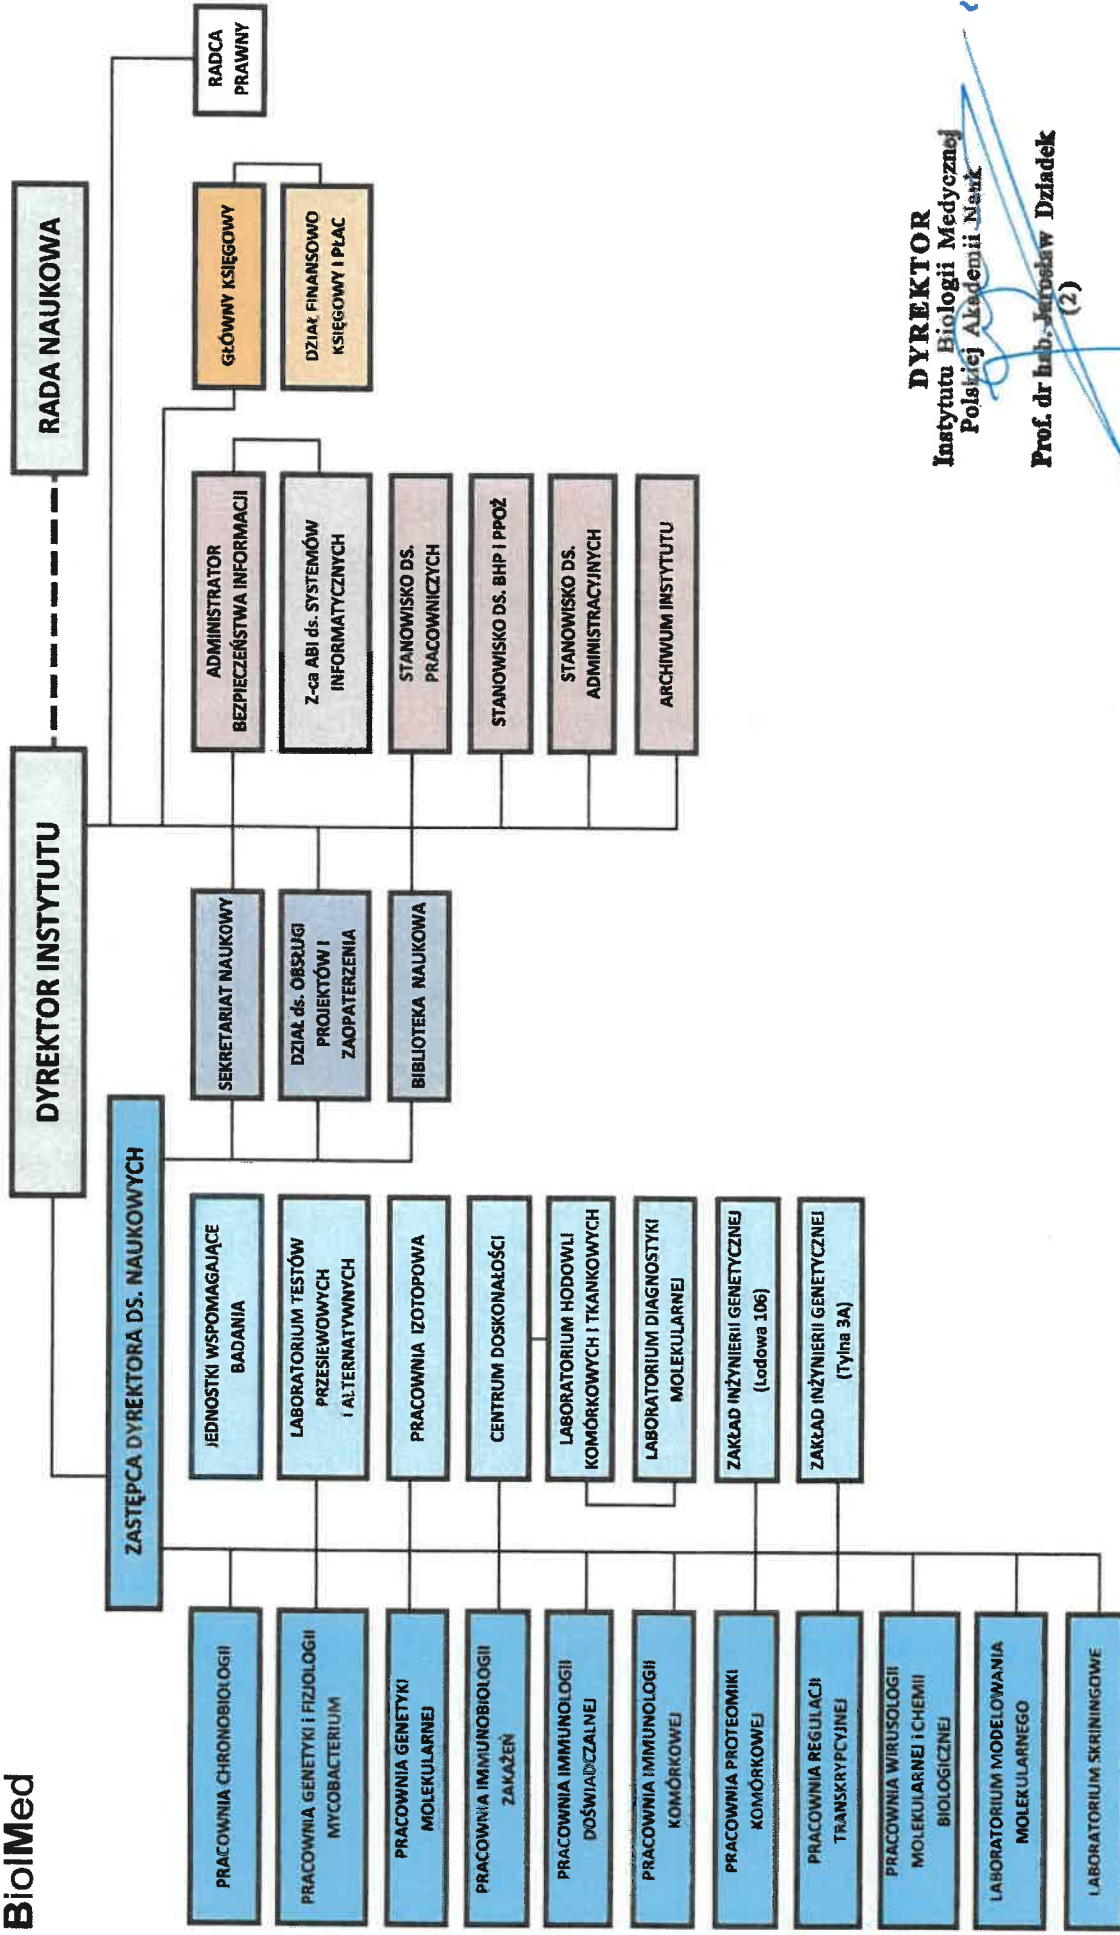 BiolMed
DYREKTOR INSTYTUTU
RADA NAUKOWA
ZASTĘPCA DYREKTORA DS. NAUKOWYCH
RADCA
PRAWNY
PRACOWNIA CHRONOBIOLOGII
PRACOWNIA GENETYKI I FIZJOLOGII
MYCOBACTERIUM
PRACOWNIA GENETYKI
MOLEKULARNEJ
PRACOWNIA IMMUNOBIOLOGII
ZAKAŻEŃ
PRACOWNIA IMMUNOLOGII
DOŚWIADCZALNEJ
PRACOWNIA IMMUNOLOGII
KOMÓRKOWEJ
PRACOWNIA PROTEOMIKI
KOMÓRKOWEJ
PRACOWNIA REGULACJI
TRANSKRYPCYJNEJ
PRACOWNIA WIRUSOLOGII
MOLEKULARNEJ I CHEMII
BIOLOGICZNEJ
LABORATORIUM MODELOWANIA
MOLEKULARNEGO
LABORATORIUM SKRININGOWE
JEDNOSTKI WSPOMAGAJĄCE
BADANIA
LABORATORIUM TESTÓW
PRZESIEWOWYCH
I ALTERNATYWNYCH
PRACOWNIA IZOTOPOWA
CENTRUM DOSKONAŁOŚCI
LABORATORIUM HODOWLI
KOMÓRKOWYCH I TKANKOWYCH
LABORATORIUM DIAGNOSTYKI
MOLEKULARNEJ
ZAKŁAD INŻYNIERII GENETYCZNEJ
(Lodowa 106)
ZAKŁAD INŻYNIERII GENETYCZNEJ
(Tylna 3A)
SEKRETARIAT NAUKOWY
DZIAŁ ds. OBSŁUGI
PROJEKTÓW I
ZAOPATERZENIA
BIBLIOTEKA NAUKOWA
ADMINISTRATOR
BEZPIECZEŃSTWA INFORMACJI
Z-ca ABI ds. SYSTEMÓW
INFORMATYCZNYCH
STANOWISKO DS.
PRACOWNICZYCH
STANOWISKO DS. BHP I PPOŻ
STANOWISKO DS.
ADMINISTRACYJNYCH
ARCHIWUM INSTYTUTU
GŁÓWNY KSIĘGOWY
DZIAŁ FINANSOWO
KSIĘGOWY I PŁAC
DYREKTOR
Instytutu Biologii Medycznej
Polskiej Akademii Nauk
Prof. dr hab. Jarosław Dziadek
(2)